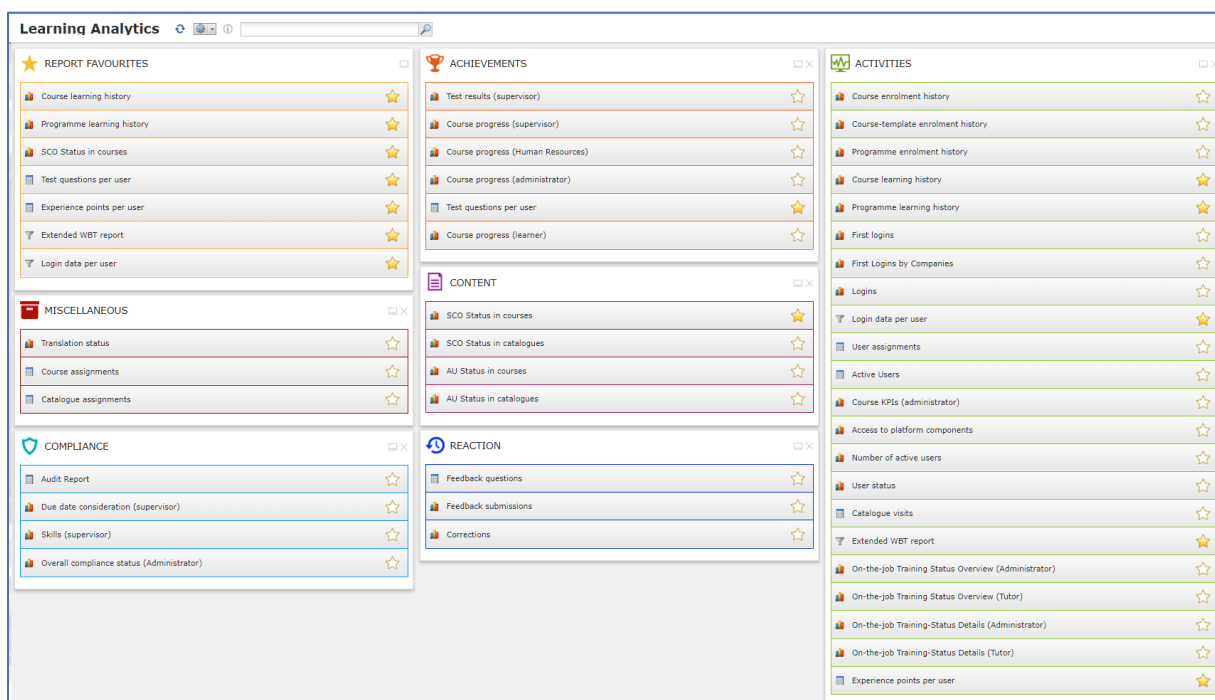 Learning Analytics
REPORT FAVOURITES
Course learning history
Programme learning history
SCO Status in courses
Test questions per user
Experience points per user
Extended WBT report
Login data per user
MISCELLANEOUS
Translation status
Course assignments
Catalogue assignments
COMPLIANCE
Audit Report
Due date consideration (supervisor)
Skills (supervisor)
Overall compliance status (Administrator)
ACHIEVEMENTS
Test results (supervisor)
Course progress (supervisor)
Course progress (Human Resources)
Course progress (administrator)
Test questions per user
Course progress (learner)
CONTENT
SCO Status in courses
SCO Status in catalogues
AU Status in courses
AU Status in catalogues
REACTION
Feedback questions
Feedback submissions
Corrections
ACTIVITIES
Course enrolment history
Course-template enrolment history
Programme enrolment history
Course learning history
Programme learning history
First logins
First Logins by Companies
Logins
Login data per user
User assignments
Active Users
Course KPIs (administrator)
Access to platform components
Number of active users
User status
Catalogue visits
Extended WBT report
On-the-job Training Status Overview (Administrator)
On-the-job Training Status Overview (Tutor)
On-the-job Training-Status Details (Administrator)
On-the-job Training-Status Details (Tutor)
Experience points per user